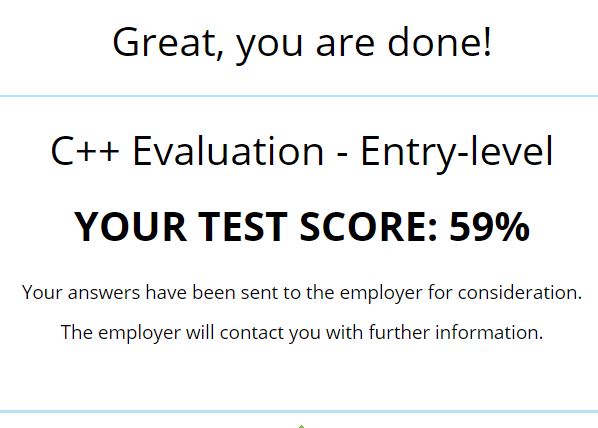 Great, you are done!
C++ Evaluation - Entry-level
YOUR TEST SCORE: 59%
Your answers have been sent to the employer for consideration.
The employer will contact you with further information.